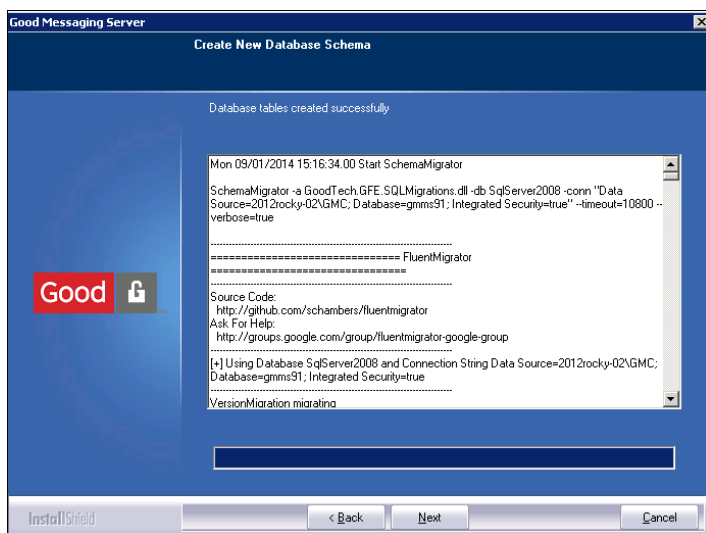 Good Messaging Server
Create New Database Schema
Database tables created successfully
Mon 09/01/2014 15:16:34.00 Start SchemaMigrator
SchemaMigrator -a GoodTech.GFE.SQLMigrations.dll -db SqlServer2008 -conn "Data
Source=2012rocky-02\GMC; Database=gmms91; Integrated Security=true" --timeout=10800 --
verbose=true
-------------------------------------------------------------------------------
=============================== FluentMigrator
================================
-------------------------------------------------------------------------------
Source Code:
http://github.com/schambers/fluentmigrator
Ask For Help:
http://groups.google.com/group/fluentmigrator-google-group
-------------------------------------------------------------------------------
[+] Using Database SqlServer2008 and Connection String Data Source=2012rocky-02\GMC;
Database=gmms91; Integrated Security=true
-------------------------------------------------------------------------------
VersionMigration migrating
Good
InstallShield
< Back
Next
Cancel